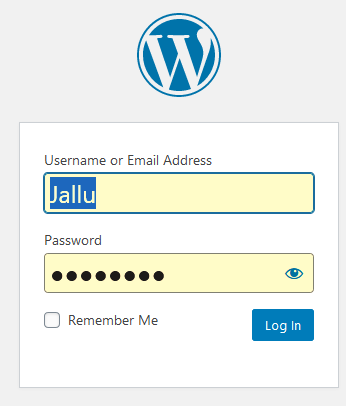 Username or Email Address
Jallu
Password
●●●●●●●●
Remember Me
Log In